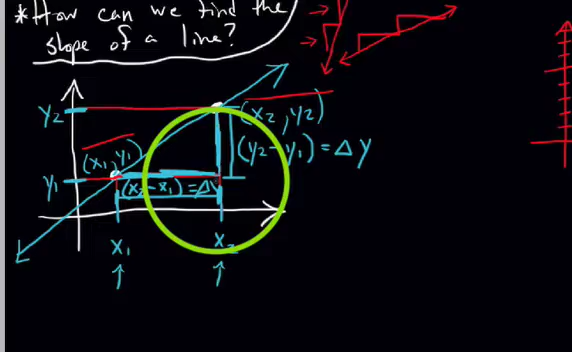 *How can we find the
slope of a line?
y2
(x2, y2)
(x1, y1)
(y2-y1) = Δy
y1
(x2-x1) = Δ
x1
x2